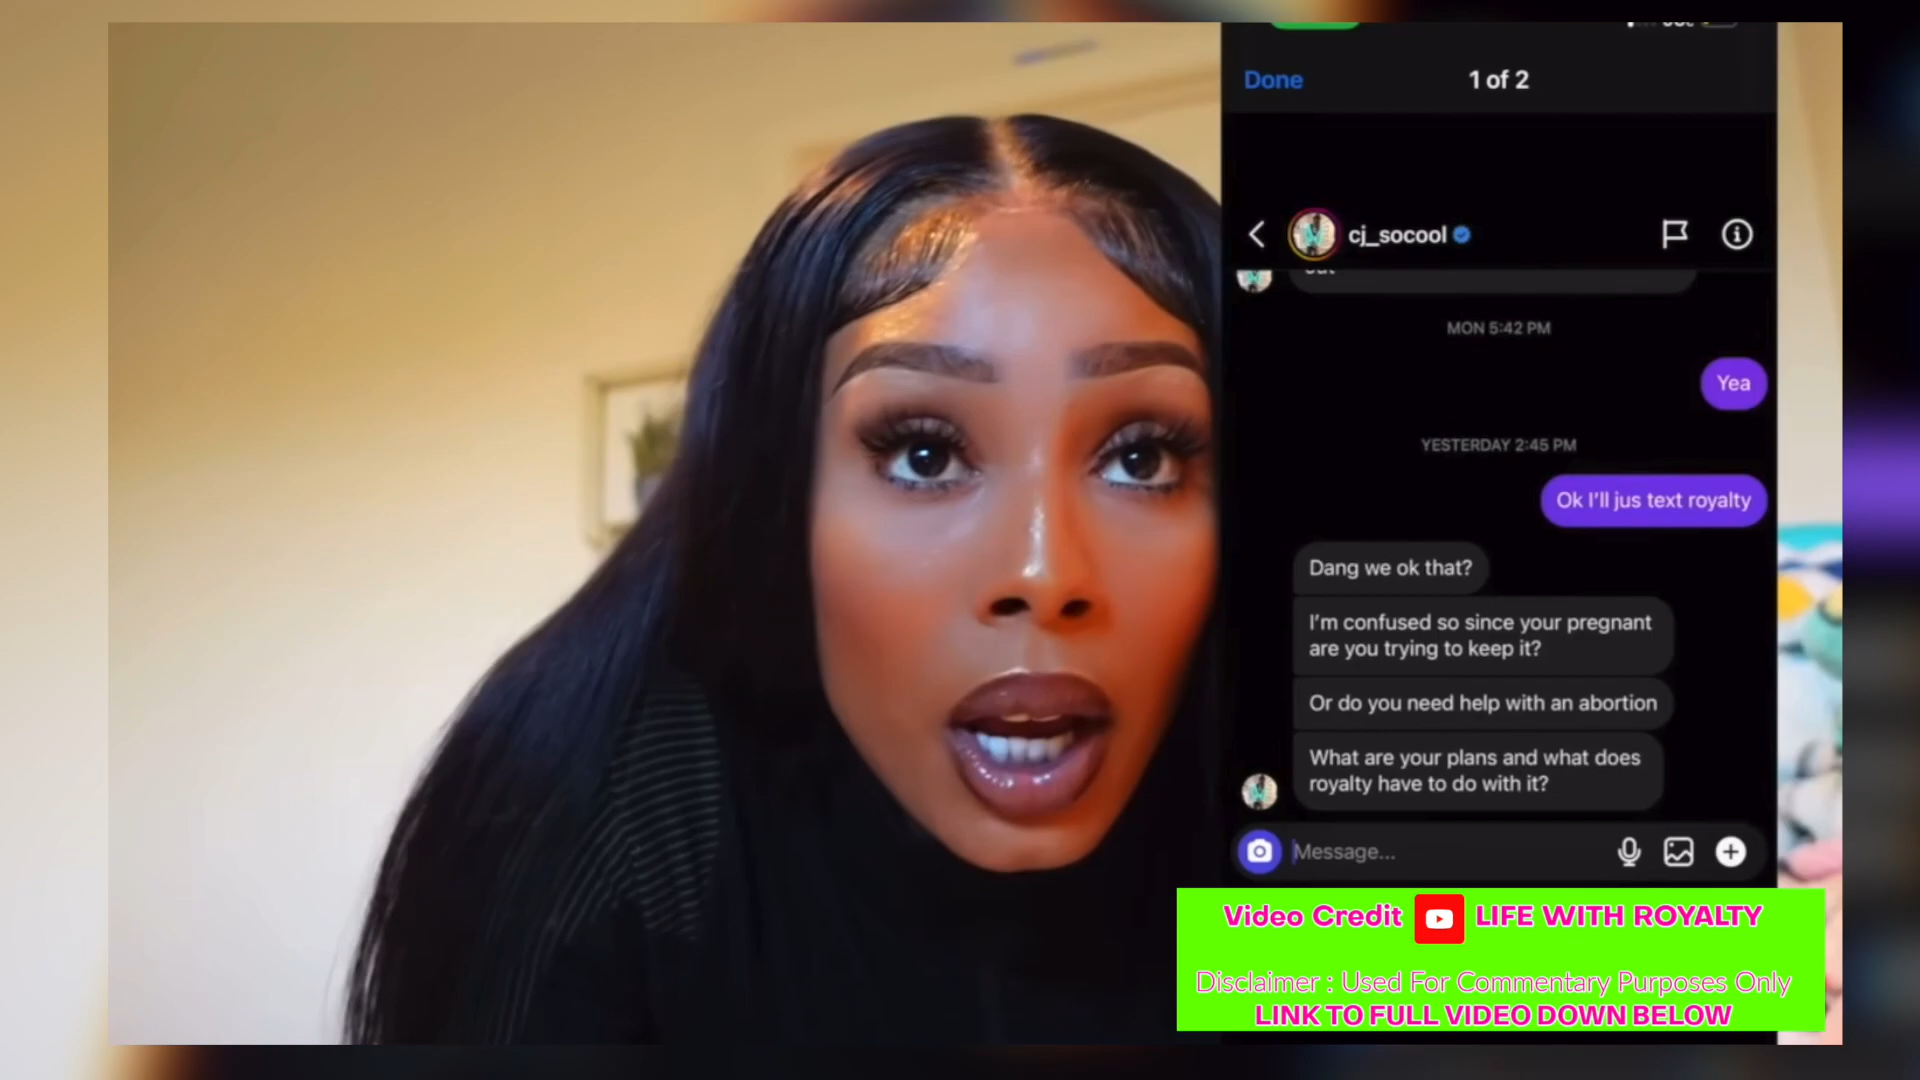 Done
1 of 2
cj_socool
MON 5:42 PM
Yea
YESTERDAY 2:45 PM
Ok I'll jus text royalty
Dang we ok that?
I'm confused so since your pregnant
are you trying to keep it?
Or do you need help with an abortion
What are your plans and what does
royalty have to do with it?
Message...
Video Credit LIFE WITH ROYALTY
Disclaimer : Used For Commentary Purposes Only
LINK TO FULL VIDEO DOWN BELOW